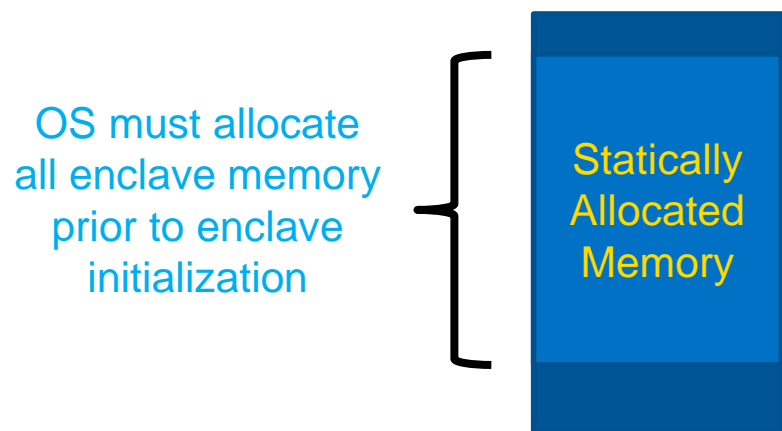 OS must allocate
all enclave memory
prior to enclave
initialization
Statically
Allocated
Memory